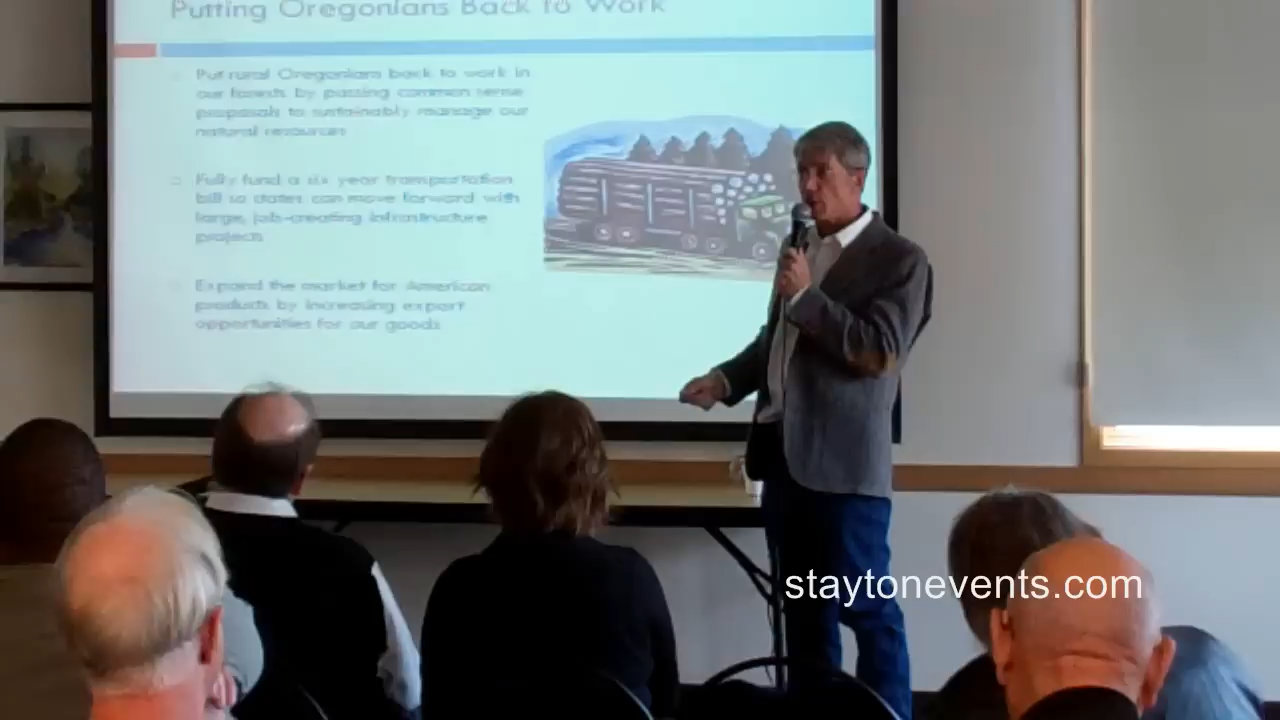 Putting Oregonians Back to Work
Put rural Oregonians back to work in
our forests by passing common sense
proposals to sustainably manage our
natural resources
Fully fund a six year transportation
bill so states can move forward with
large, job-creating infrastructure
projects
Expand the market for American
products by increasing export
opportunities for our goods
staytonevents.com